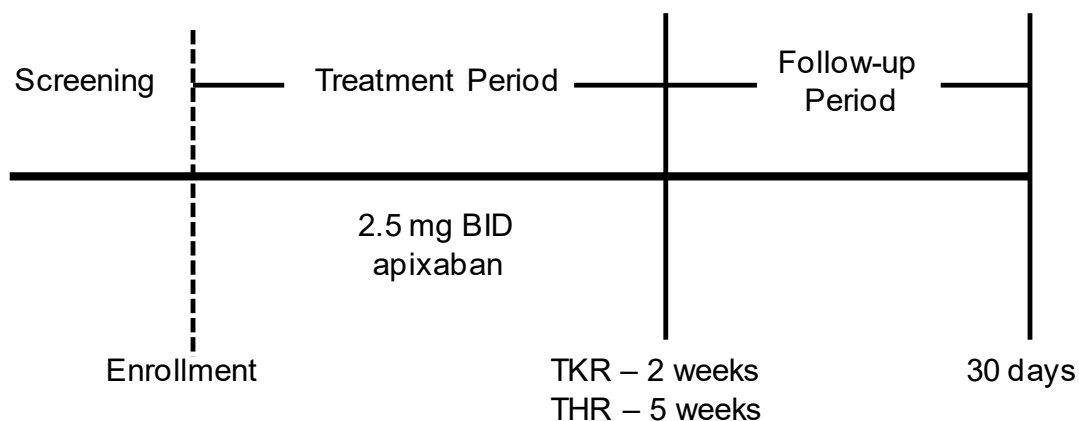 Screening
Treatment Period
Follow-up
Period
2.5 mg BID
apixaban
Enrollment
TKR – 2 weeks
THR – 5 weeks
30 days